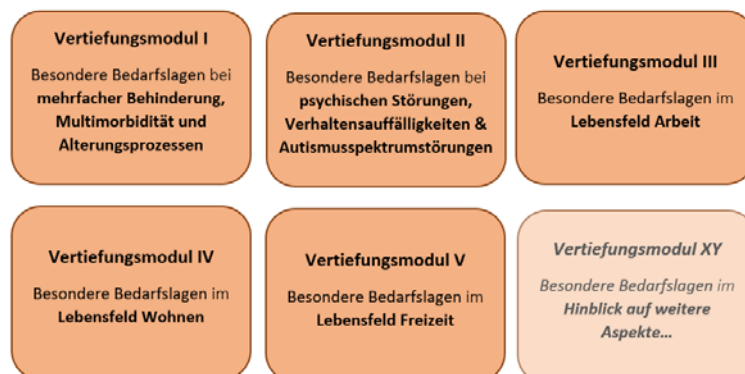 Vertiefungsmodul I
Besondere Bedarfslagen bei
mehrfacher Behinderung,
Multimorbidität und
Alterungsprozessen
Vertiefungsmodul II
Besondere Bedarfslagen bei
psychischen Störungen,
Verhaltensauffälligkeiten &
Autismusspektrumstörungen
Vertiefungsmodul III
Besondere Bedarfslagen im
Lebensfeld Arbeit
Vertiefungsmodul IV
Besondere Bedarfslagen im
Lebensfeld Wohnen
Vertiefungsmodul V
Besondere Bedarfslagen im
Lebensfeld Freizeit
Vertiefungsmodul XY
Besondere Bedarfslagen im
Hinblick auf weitere
Aspekte...